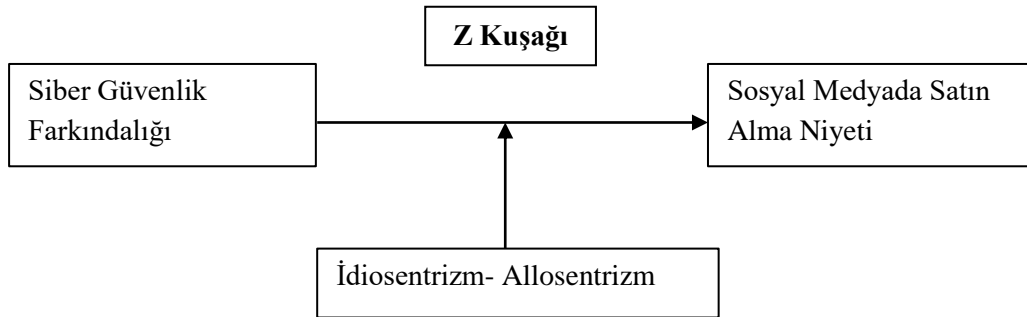 Z Kuşağı
Siber Güvenlik
Farkındalığı
Sosyal Medyada Satın
Alma Niyeti
İdiosentrizm- Allosentrizm